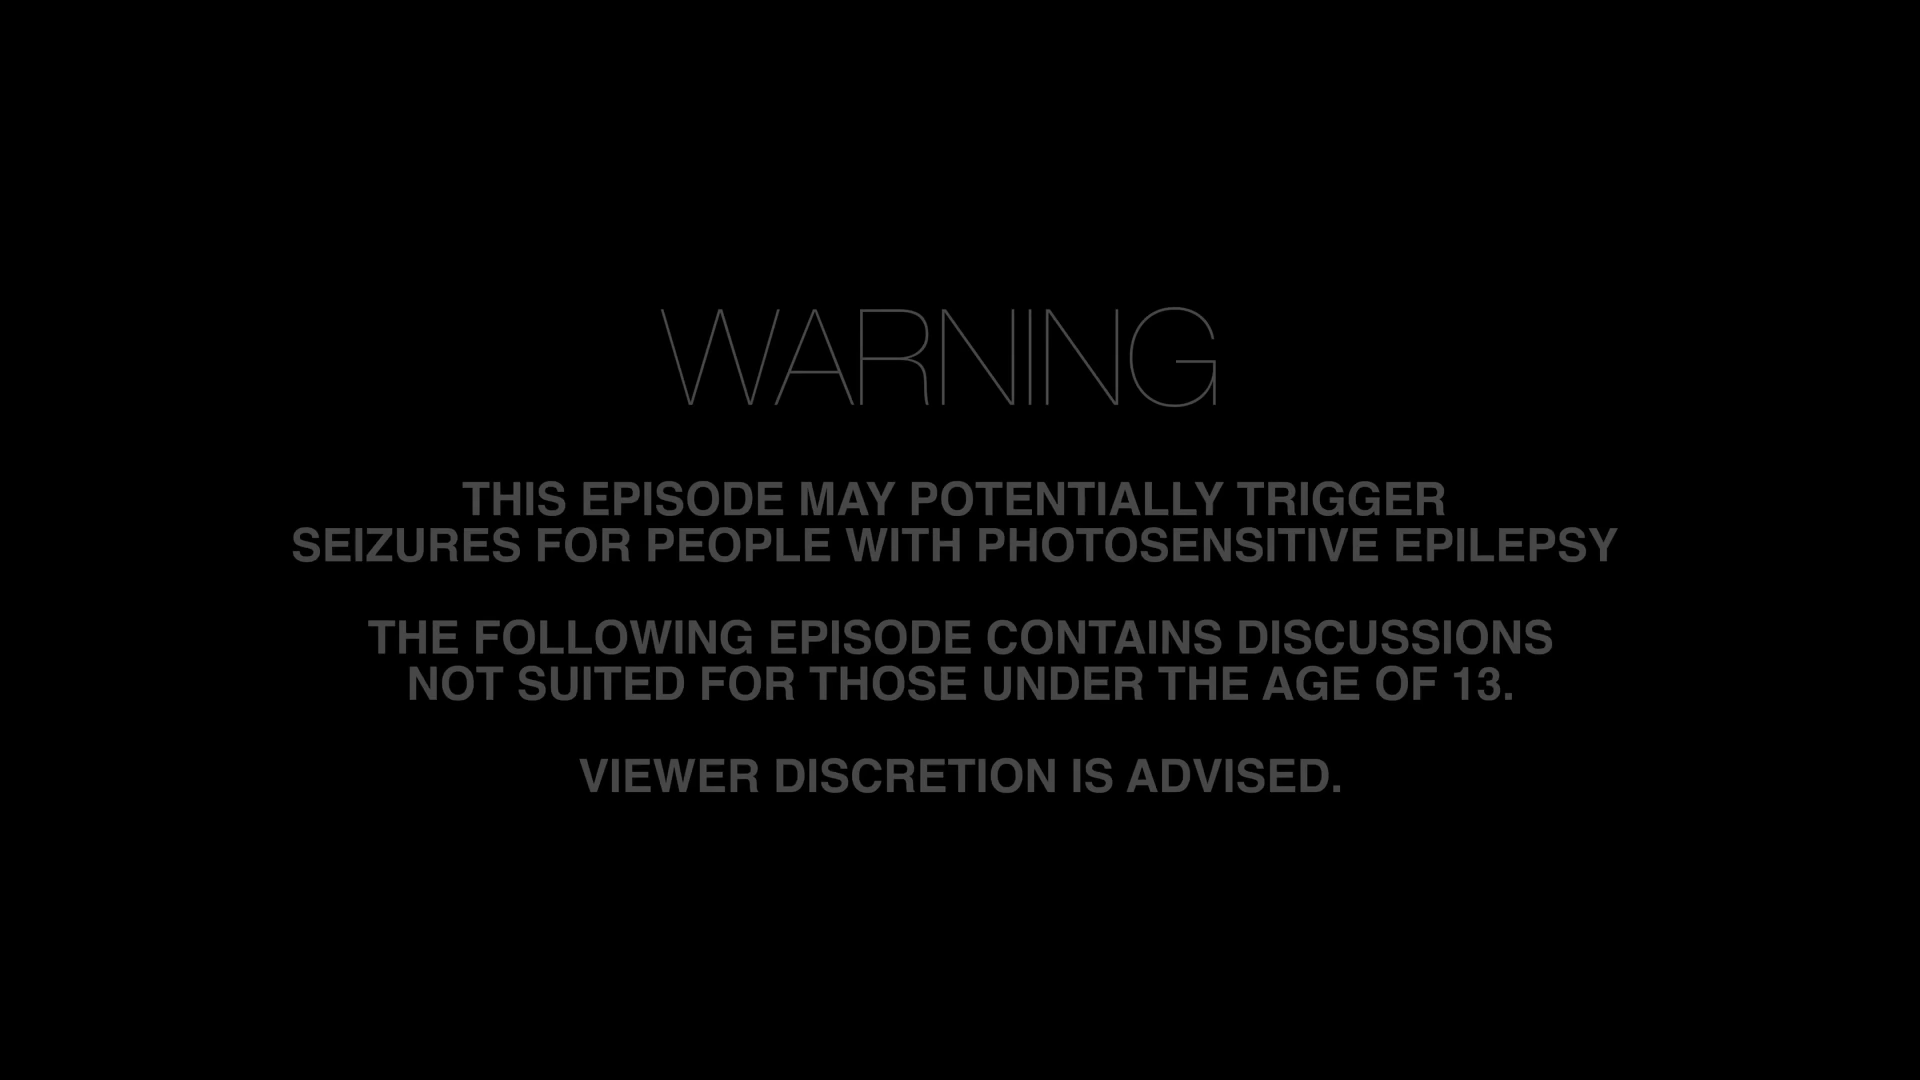 WARNING
THIS EPISODE MAY POTENTIALLY TRIGGER
SEIZURES FOR PEOPLE WITH PHOTOSENSITIVE EPILEPSY
THE FOLLOWING EPISODE CONTAINS DISCUSSIONS
NOT SUITED FOR THOSE UNDER THE AGE OF 13.
VIEWER DISCRETION IS ADVISED.